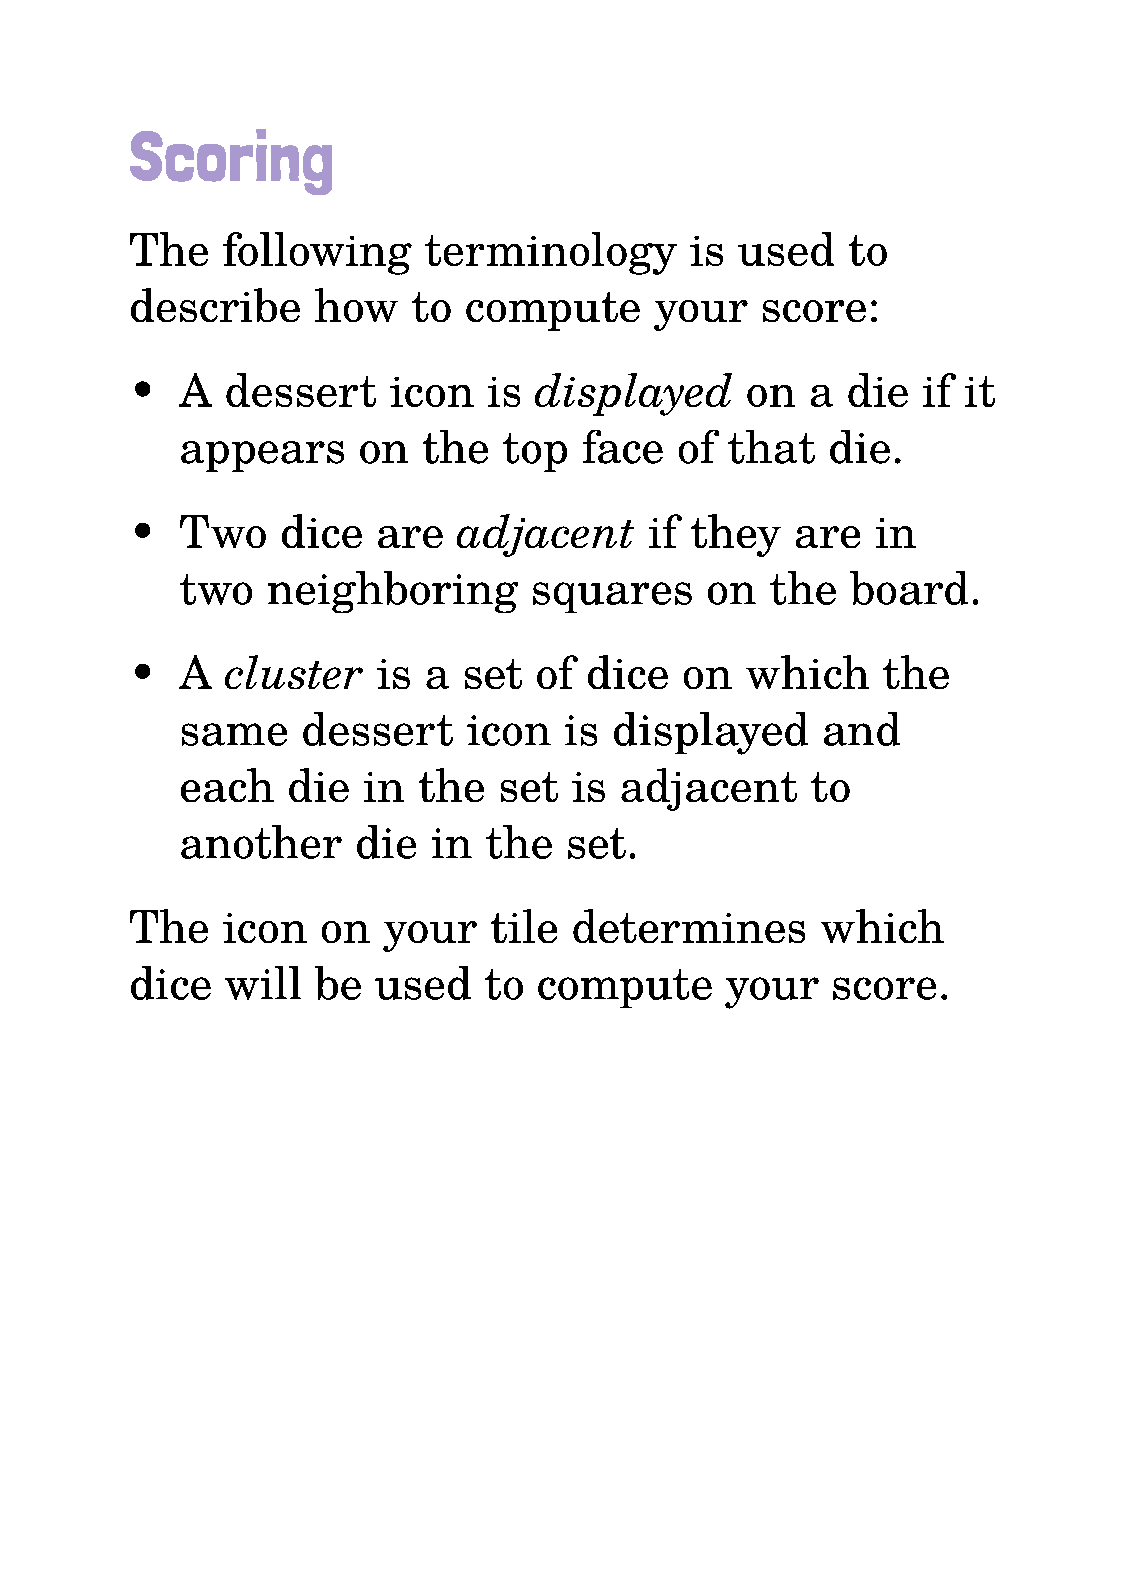 Scoring
The following terminology is used to
describe how to compute your score:
• A dessert icon is displayed on a die if it
appears on the top face of that die.
• Two dice are adjacent if they are in
two neighboring squares on the board.
• A cluster is a set of dice on which the
same dessert icon is displayed and
each die in the set is adjacent to
another die in the set.
The icon on your tile determines which
dice will be used to compute your score.